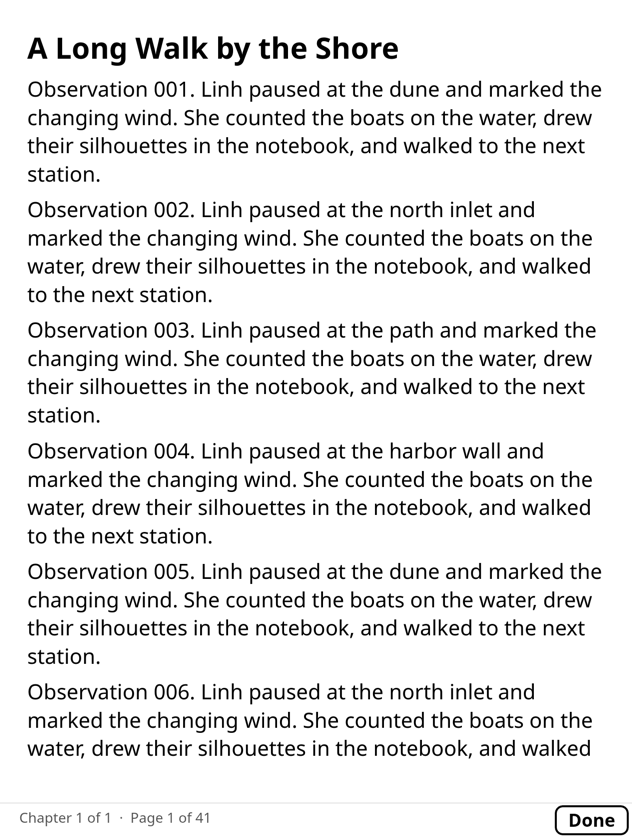 A Long Walk by the Shore
Observation 001. Linh paused at the dune and marked the
changing wind. She counted the boats on the water, drew
their silhouettes in the notebook, and walked to the next
station.
Observation 002. Linh paused at the north inlet and
marked the changing wind. She counted the boats on the
water, drew their silhouettes in the notebook, and walked
to the next station.
Observation 003. Linh paused at the path and marked the
changing wind. She counted the boats on the water, drew
their silhouettes in the notebook, and walked to the next
station.
Observation 004. Linh paused at the harbor wall and
marked the changing wind. She counted the boats on the
water, drew their silhouettes in the notebook, and walked
to the next station.
Observation 005. Linh paused at the dune and marked the
changing wind. She counted the boats on the water, drew
their silhouettes in the notebook, and walked to the next
station.
Observation 006. Linh paused at the north inlet and
marked the changing wind. She counted the boats on the
water, drew their silhouettes in the notebook, and walked
Chapter 1 of 1 · Page 1 of 41
Done